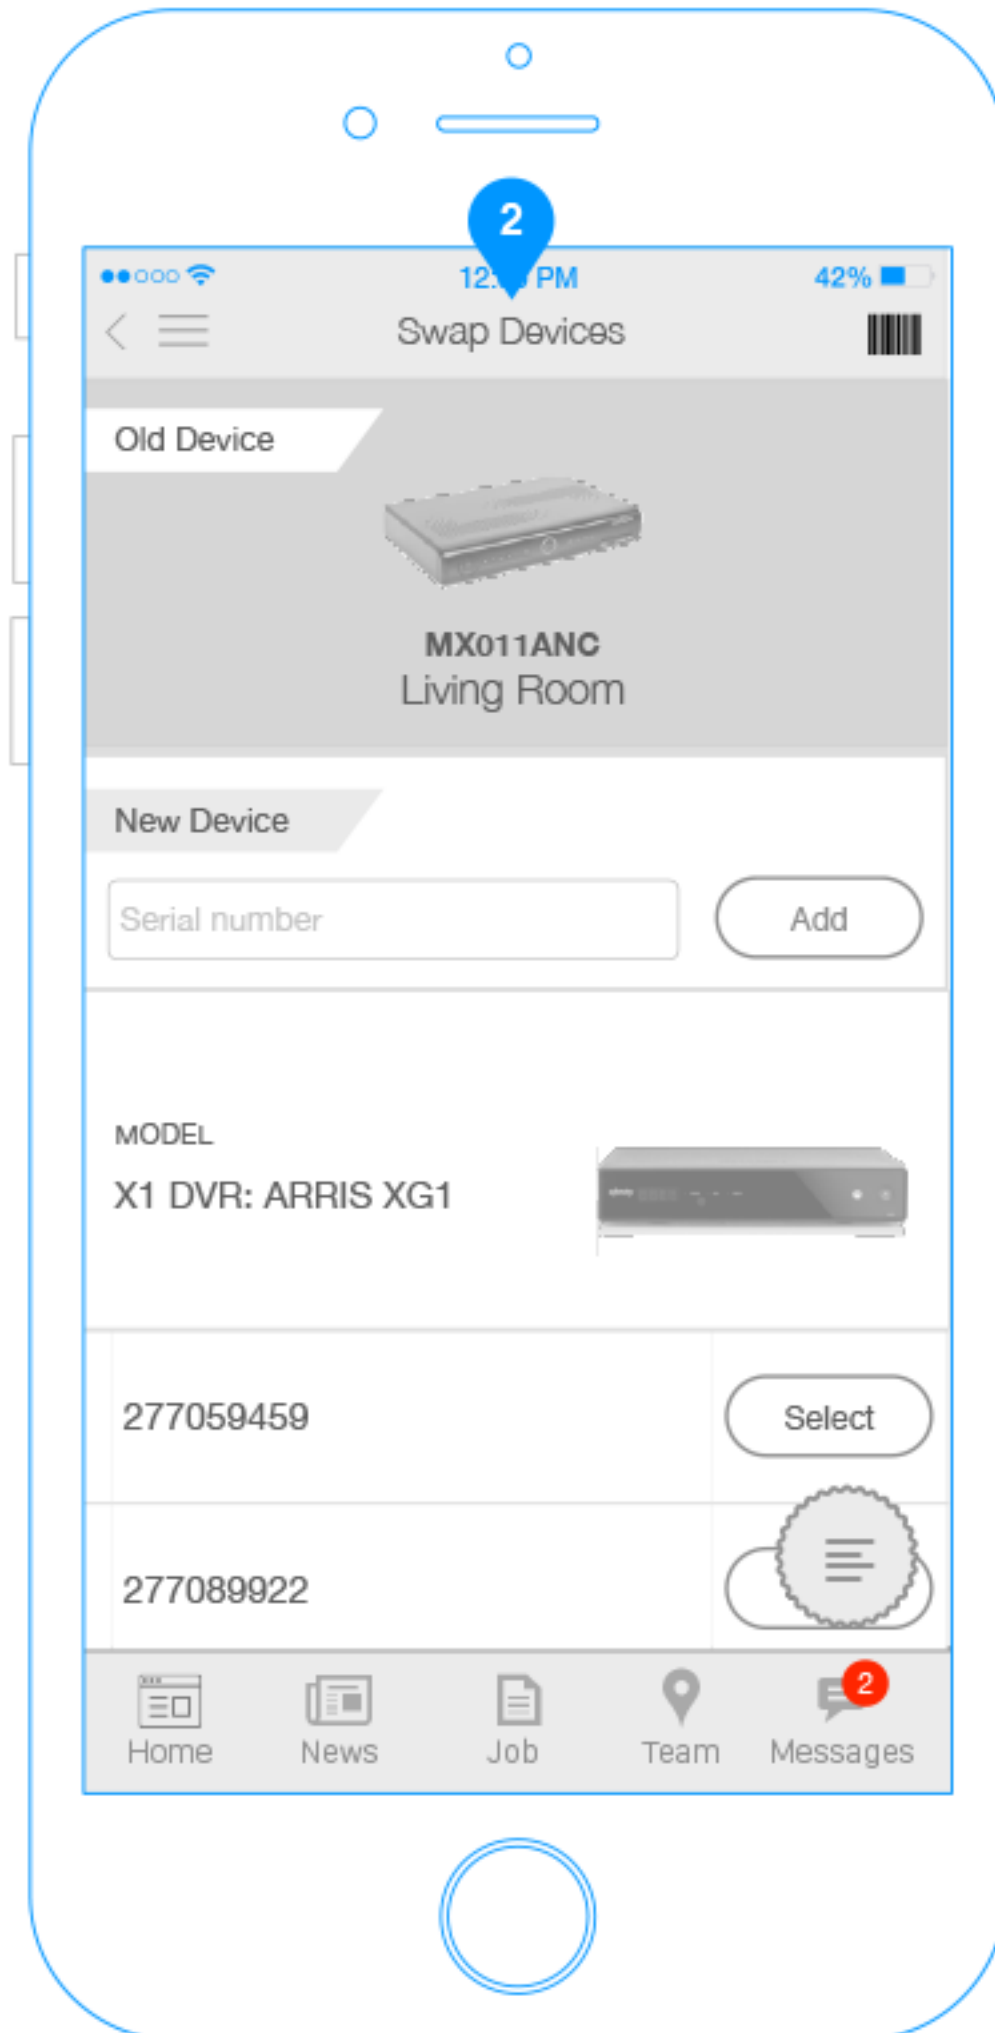 2
PM
42%
Swap Devices
Old Device
MX011ANC
Living Room
New Device
Serial number
Add
MODEL
X1 DVR: ARRIS XG1
277059459
Select
277089922
2
Home
News
Job
Team
Messages